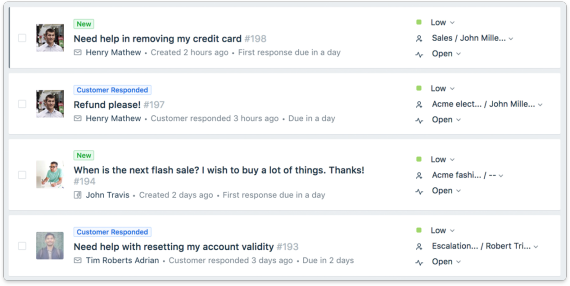 New
Need help in removing my credit card #198
Henry Mathew • Created 2 hours ago • First response due in a day
Low
Sales / John Mille...
Open
Customer Responded
Refund please! #197
Henry Mathew • Customer responded 3 hours ago • Due in a day
Low
Acme elect... / John Mille...
Open
New
When is the next flash sale? I wish to buy a lot of things. Thanks!
#194
John Travis • Created 2 days ago • First response due in a day
Low
Acme fashi... / --
Open
Customer Responded
Need help with resetting my account validity #193
Tim Roberts Adrian • Customer responded 3 days ago • Due in 2 days
Low
Escalation... / Robert Tri...
Open